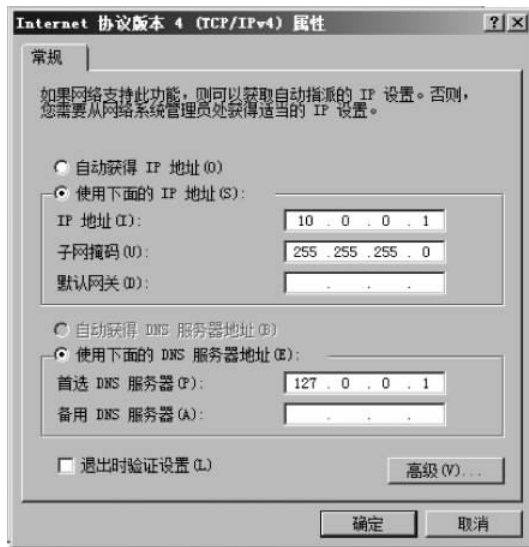 Internet 协议版本 4 (TCP/IPv4) 属性
常规
如果网络支持此功能，则可以获取自动指派的 IP 设置。否则，
您需要从网络系统管理员处获得适当的 IP 设置。
自动获得 IP 地址(O)
使用下面的 IP 地址(S):
IP 地址(I): 10 . 0 . 0 . 1
子网掩码(U): 255 .255 .255 . 0
默认网关(D): . . .
自动获得 DNS 服务器地址(B)
使用下面的 DNS 服务器地址(E):
首选 DNS 服务器(P): 127 . 0 . 0 . 1
备用 DNS 服务器(A): . . .
退出时验证设置(L)
高级(V)...
确定 取消